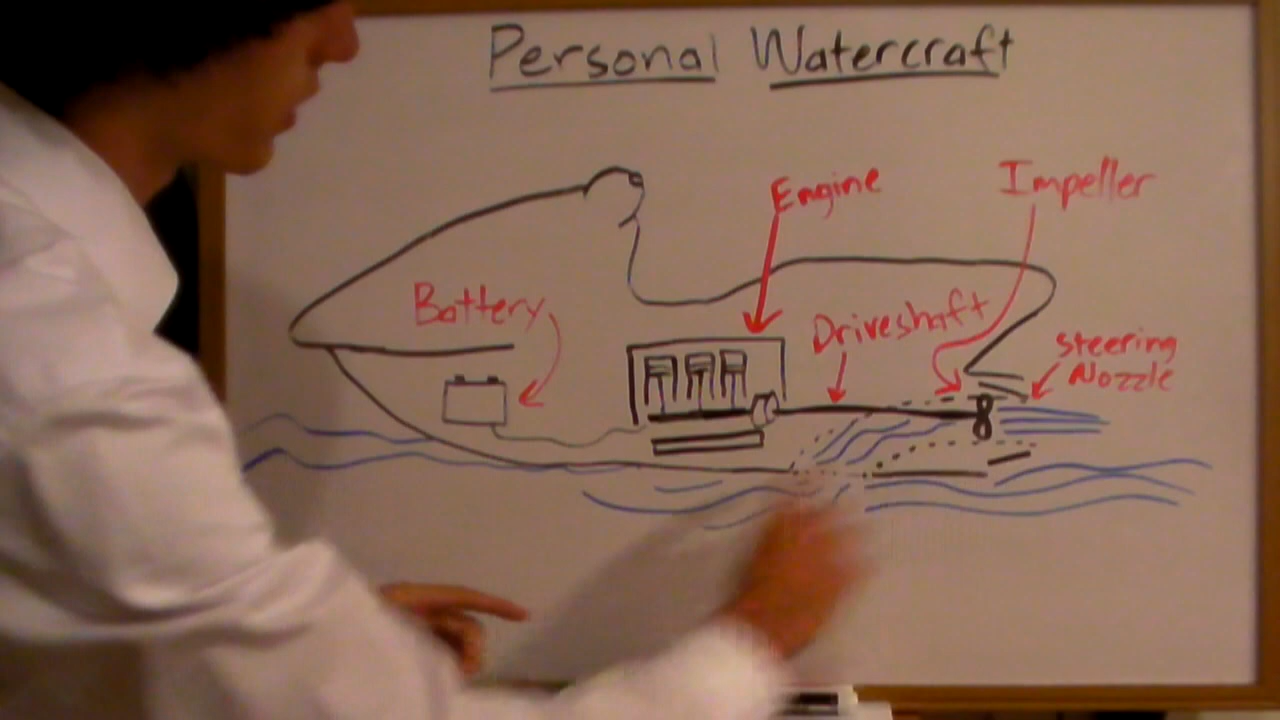 Personal Watercraft
Engine
Impeller
Battery
Driveshaft
Steering
Nozzle